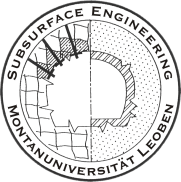 SUBSURFACE ENGINEERING
MONTANUNIVERSITÄT LEOBEN